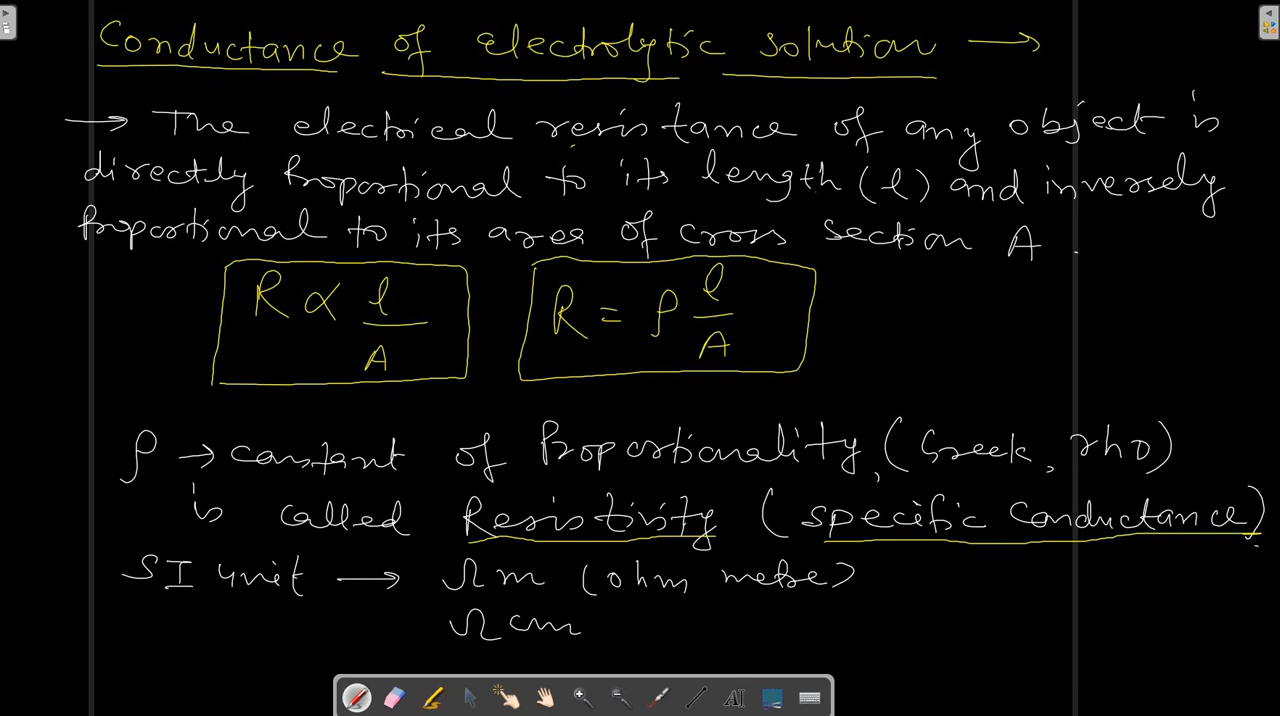 Conductance of electrolytic solution →
→ The electrical resistance of any object is
directly proportional to its length (l) and inversely
proportional to its area of cross section A.
R ∝ l/A R = ρ l/A
ρ → constant of proportionality, (Greek, rho)
is called Resistivity (specific conductance)
SI unit → Ωm (ohm metre)
Ω cm
AI